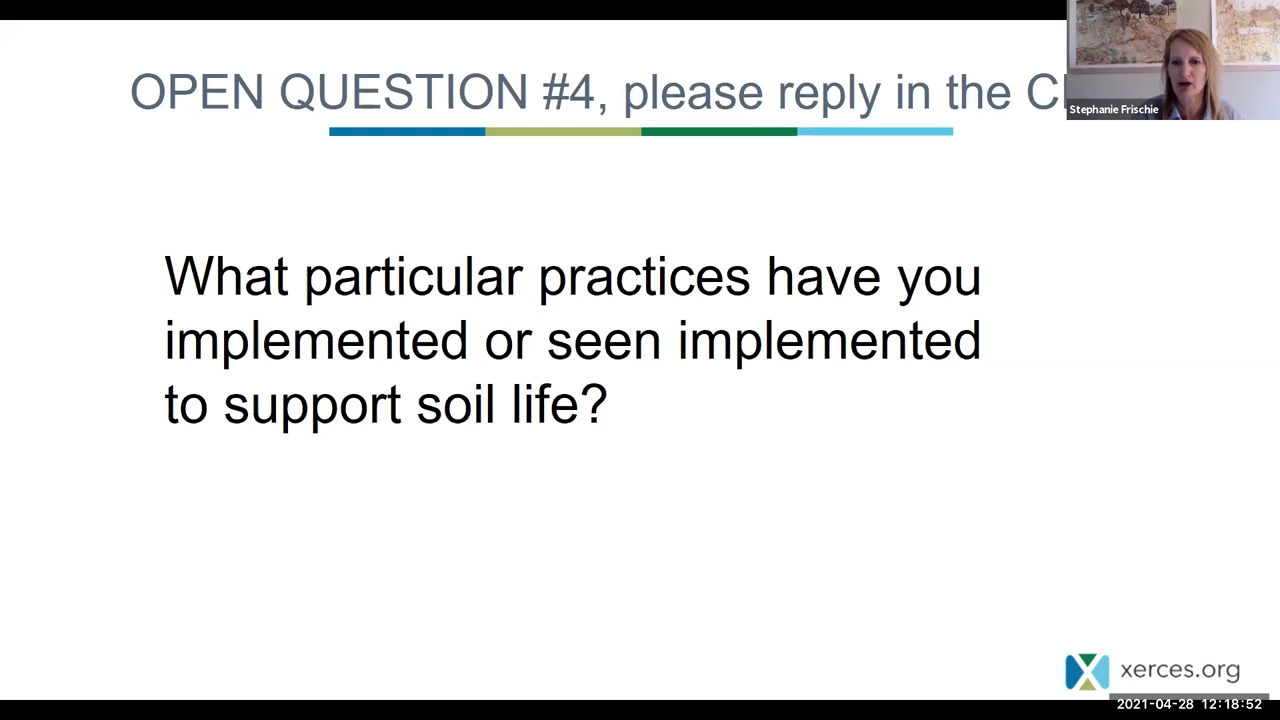 OPEN QUESTION #4, please reply in the
Stephanie Frischie
What particular practices have you
implemented or seen implemented
to support soil life?
xerces.org
2021-04-28 12:18:52